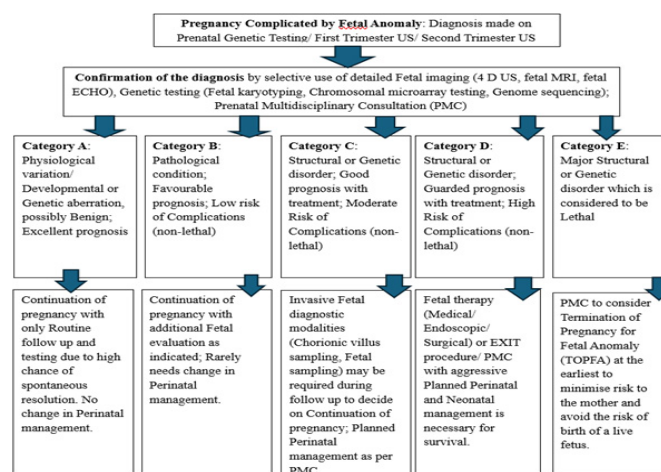 Pregnancy Complicated by Fetal Anomaly: Diagnosis made on
Prenatal Genetic Testing/ First Trimester US/ Second Trimester US
Confirmation of the diagnosis by selective use of detailed Fetal imaging (4 D US, fetal MRI, fetal
ECHO), Genetic testing (Fetal karyotyping, Chromosomal microarray testing, Genome sequencing);
Prenatal Multidisciplinary Consultation (PMC)
Category A:
Physiological
variation/
Developmental or
Genetic aberration,
possibly Benign;
Excellent prognosis
Category B:
Pathological
condition;
Favourable
prognosis; Low risk
of Complications
(non-lethal)
Category C:
Structural or Genetic
disorder; Good
prognosis with
treatment; Moderate
Risk of
Complications (non-
lethal)
Category D:
Structural or
Genetic disorder;
Guarded prognosis
with treatment; High
Risk of
Complications (non-
lethal)
Category E:
Major Structural
or Genetic
disorder which is
considered to be
Lethal
Continuation of
pregnancy with
only Routine
follow up and
testing due to high
chance of
spontaneous
resolution. No
change in Perinatal
management.
Continuation of
pregnancy with
additional Fetal
evaluation as
indicated; Rarely
needs change in
Perinatal
management.
Invasive Fetal
diagnostic
modalities
(Chorionic villus
sampling, Fetal
sampling) may be
required during
follow up to decide
on Continuation of
pregnancy; Planned
Perinatal
management as per
PMC
Fetal therapy
(Medical/
Endoscopic/
Surgical) or EXIT
procedure/ PMC
with aggressive
Planned Perinatal
and Neonatal
management is
necessary for
survival.
PMC to consider
Termination of
Pregnancy for
Fetal Anomaly
(TOPFA) at the
earliest to
minimise risk to
the mother and
avoid the risk of
birth of a live
fetus.